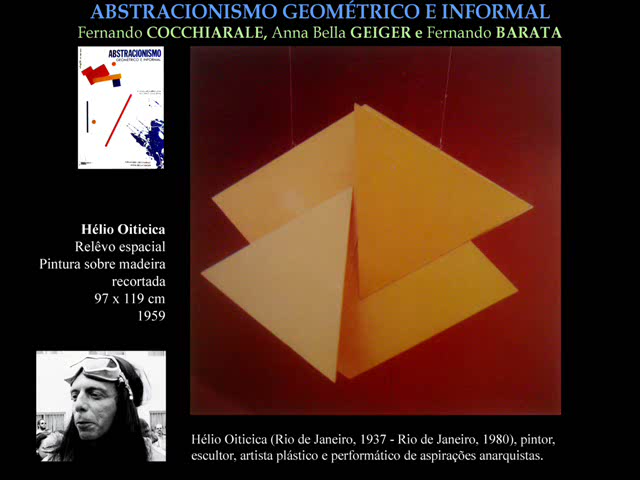 ABSTRACIONISMO GEOMÉTRICO E INFORMAL
Fernando COCCHIARALE, Anna Bella GEIGER e Fernando BARATA
ABSTRACIONISMO
GEOMÉTRICO E INFORMAL
Hélio Oiticica
Relêvo espacial
Pintura sobre madeira
recortada
97 x 119 cm
1959
Hélio Oiticica (Rio de Janeiro, 1937 - Rio de Janeiro, 1980), pintor,
escultor, artista plástico e performático de aspirações anarquistas.